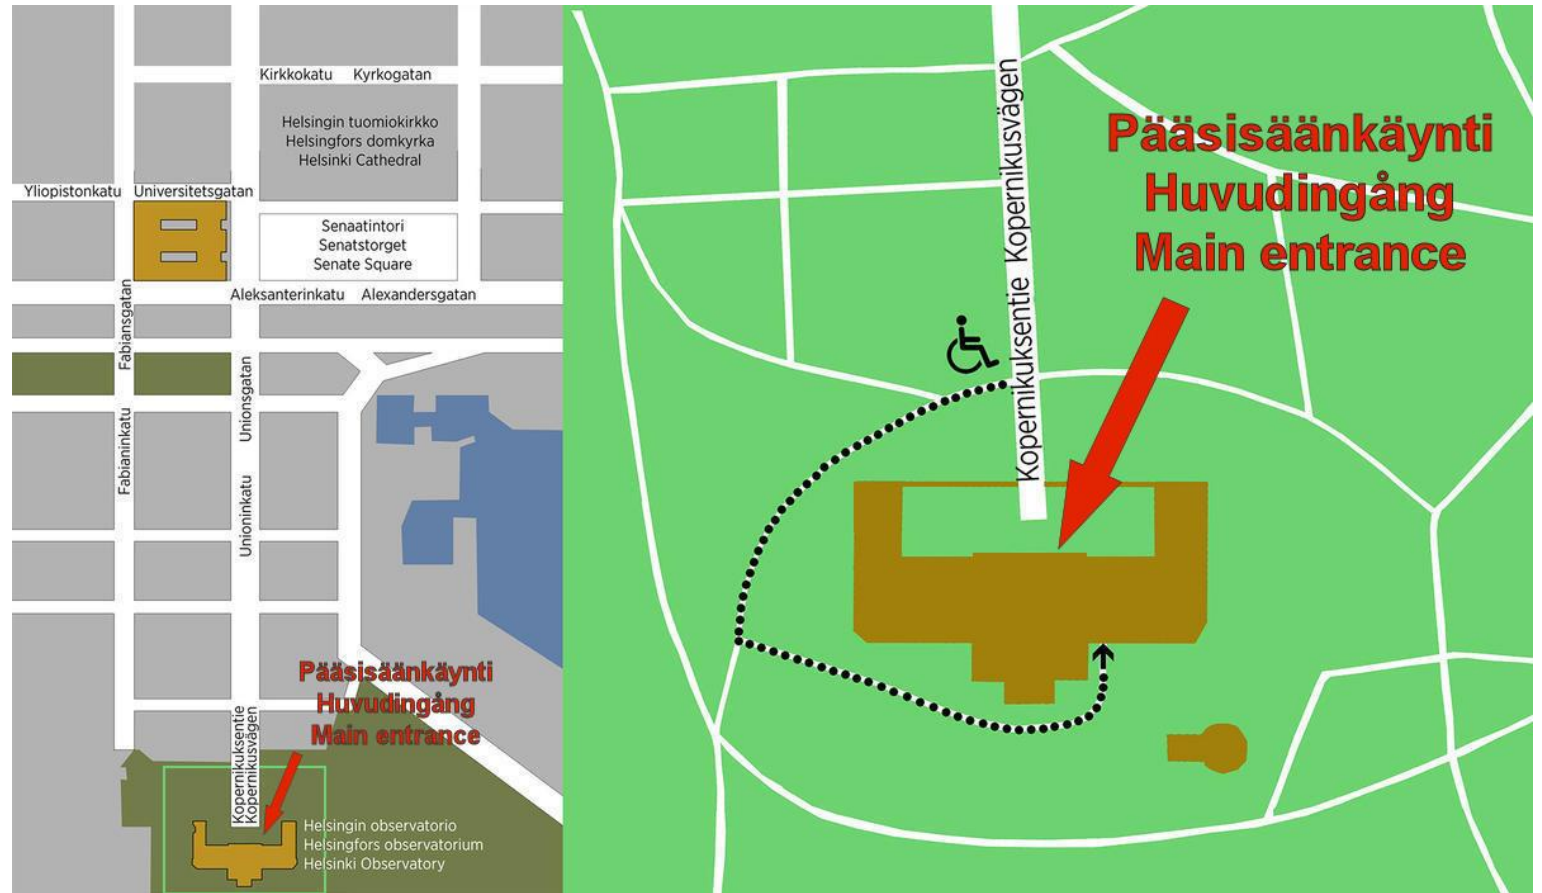 Kirkkokatu Kyrkogatan
Helsingin tuomiokirkko
Helsingfors domkyrka
Helsinki Cathedral
Yliopistonkatu Universitetsgatan
Senaatintori
Senatstorget
Senate Square
Aleksanterinkatu Alexandersgatan
Fabianinkatu Fabiansgatan
Unioninkatu Unionsgatan
Pääsisäänkäynti
Huvudingång
Main entrance
Kopernikuksentie
Kopernikusvägen
Helsingin observatorio
Helsingfors observatorium
Helsinki Observatory
Kopernikuksentie Kopernikusvägen
Pääsisäänkäynti
Huvudingång
Main entrance